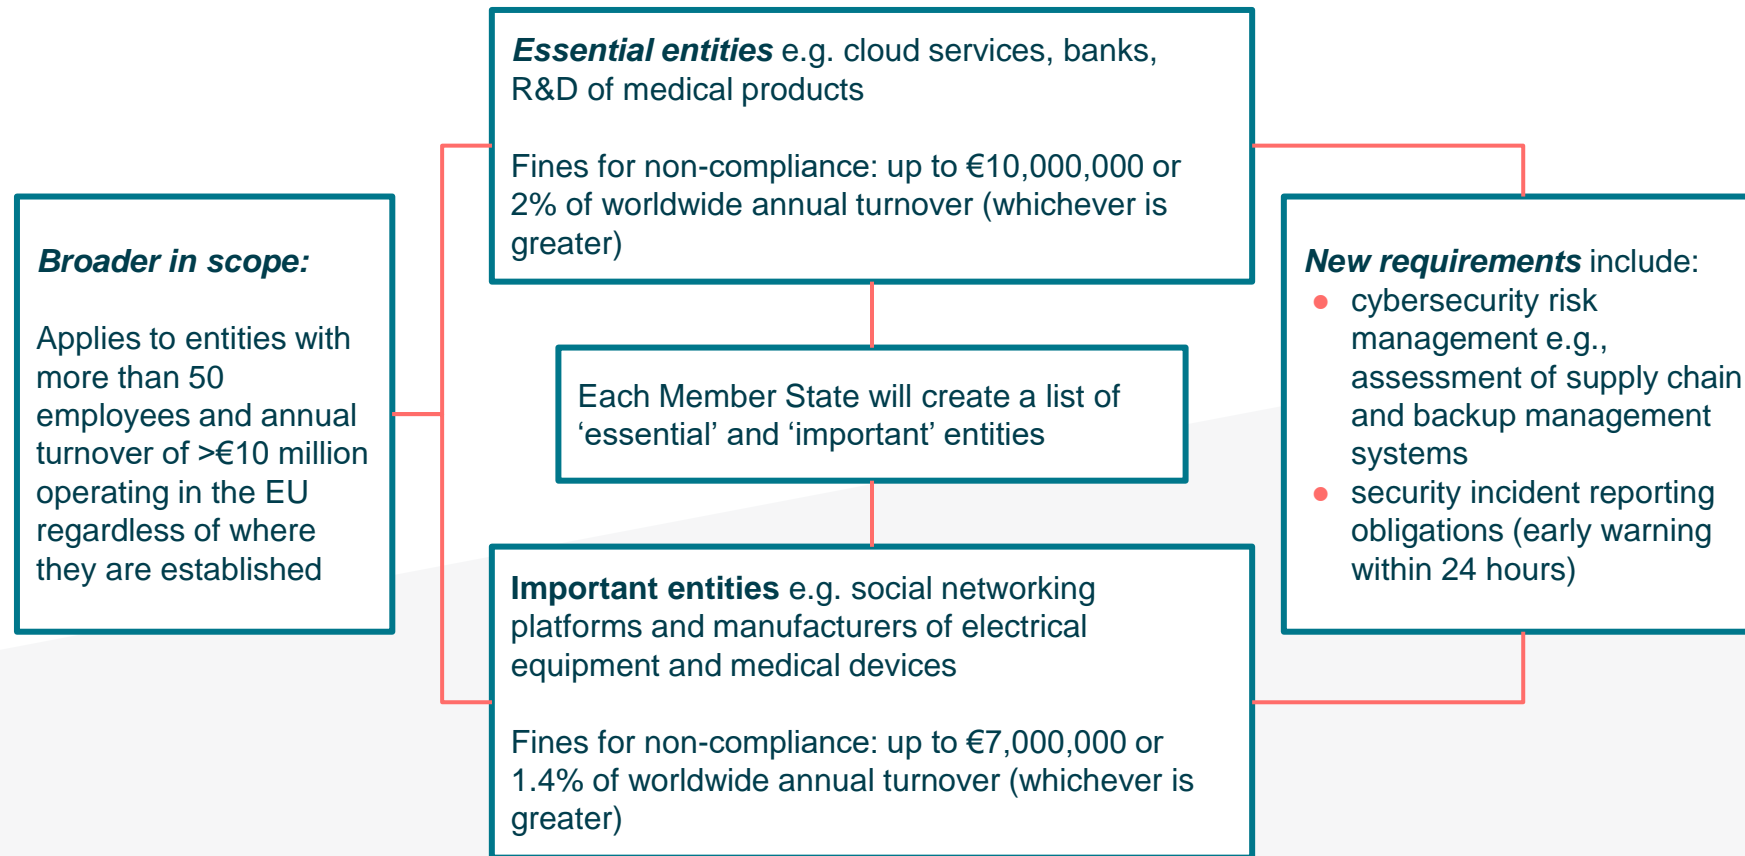 Essential entities e.g. cloud services, banks,
R&D of medical products
Fines for non-compliance: up to €10,000,000 or
2% of worldwide annual turnover (whichever is
greater)
Broader in scope:
Applies to entities with
more than 50
employees and annual
turnover of >€10 million
operating in the EU
regardless of where
they are established
Each Member State will create a list of
‘essential’ and ‘important’ entities
Important entities e.g. social networking
platforms and manufacturers of electrical
equipment and medical devices
Fines for non-compliance: up to €7,000,000 or
1.4% of worldwide annual turnover (whichever is
greater)
New requirements include:
● cybersecurity risk
management e.g.,
assessment of supply chain
and backup management
systems
● security incident reporting
obligations (early warning
within 24 hours)